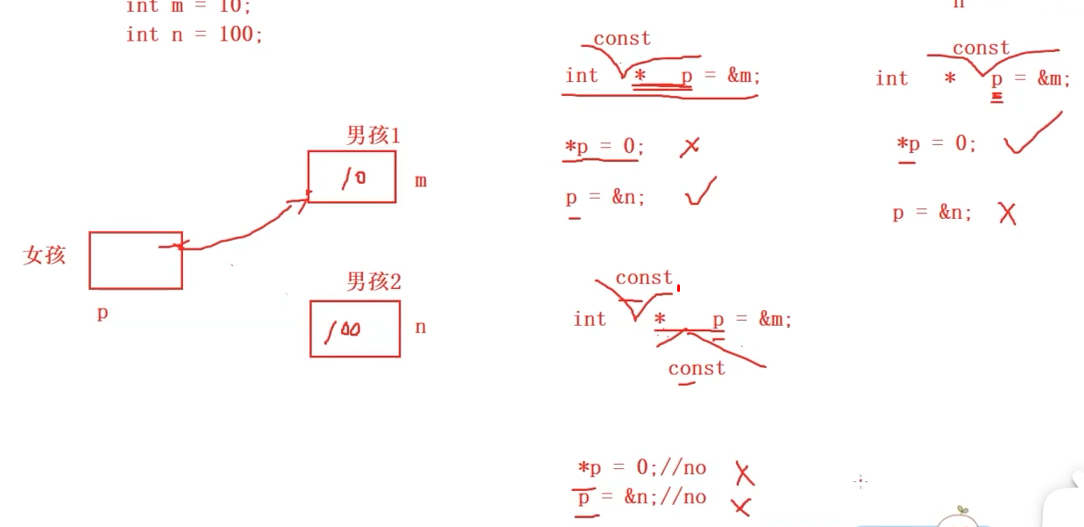 int m = 10;
int n = 100;
男孩1
10
m
女孩
p
男孩2
100
n
const
int * p = &m;
*p = 0;
p = &n;
const
int * p = &m;
*p = 0;
p = &n;
const
int * p = &m;
const
*p = 0;//no
p = &n;//no